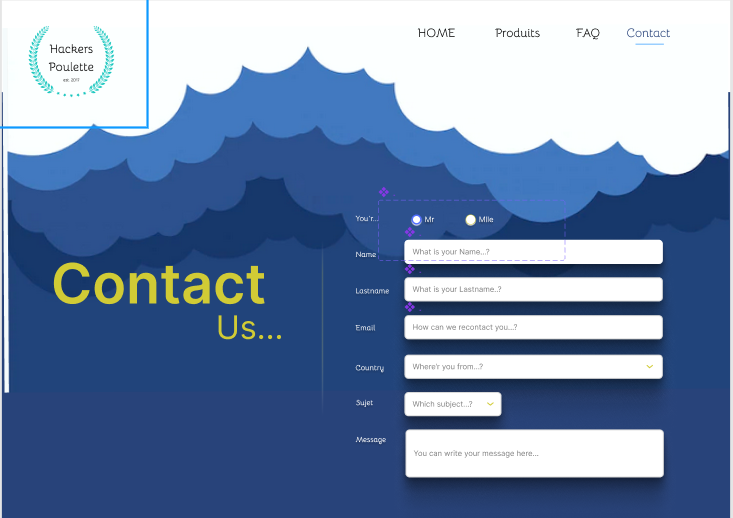 Hackers
Poulette
est. 2017
HOME Produits FAQ Contact
You'r...
Mr Mlle
Name
What is your Name...?
Lastname
What is your Lastname..?
Email
How can we recontact you...?
Country
Where'r you from...?
Sujet
Which subject...?
Message
You can write your message here...
Contact
Us...